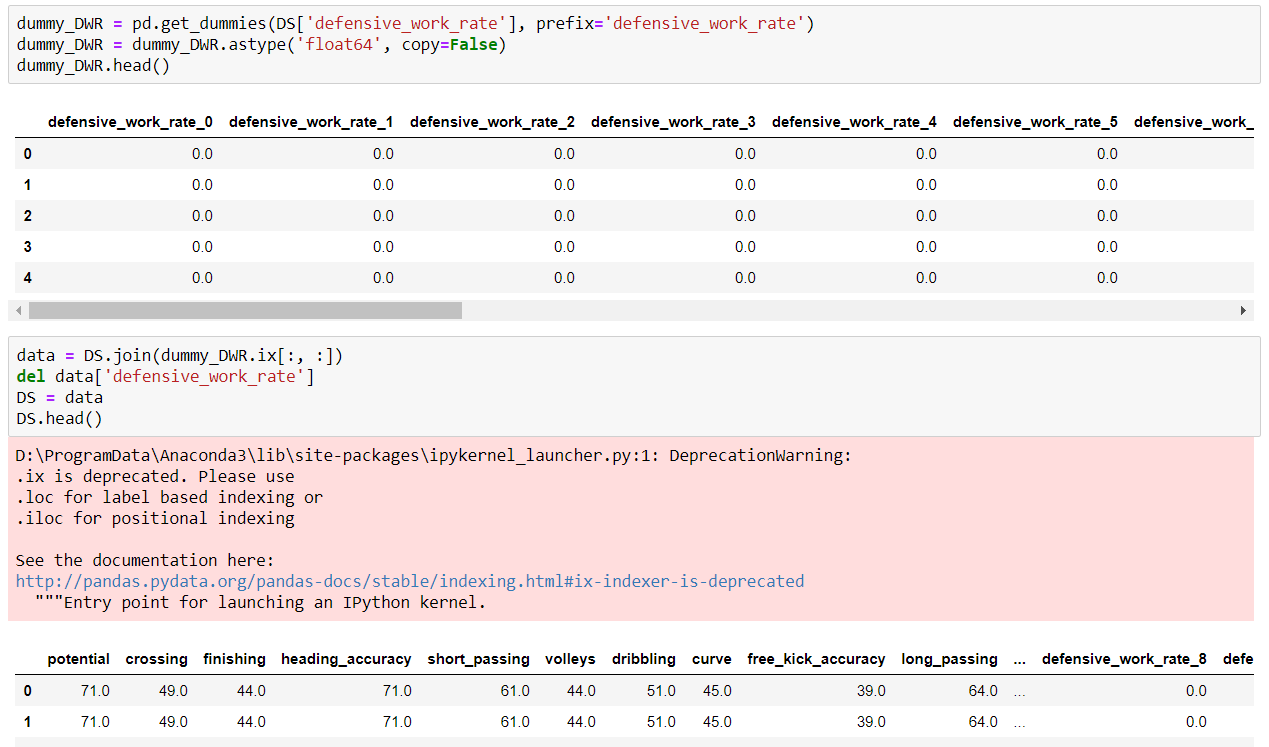 dummy_DWR = pd.get_dummies(DS['defensive_work_rate'], prefix='defensive_work_rate')
dummy_DWR = dummy_DWR.astype('float64', copy=False)
dummy_DWR.head()
defensive_work_rate_0 defensive_work_rate_1 defensive_work_rate_2 defensive_work_rate_3 defensive_work_rate_4 defensive_work_rate_5 defensive_work_
0 0.0 0.0 0.0 0.0 0.0 0.0
1 0.0 0.0 0.0 0.0 0.0 0.0
2 0.0 0.0 0.0 0.0 0.0 0.0
3 0.0 0.0 0.0 0.0 0.0 0.0
4 0.0 0.0 0.0 0.0 0.0 0.0
data = DS.join(dummy_DWR.ix[:, :])
del data['defensive_work_rate']
DS = data
DS.head()
D:\ProgramData\Anaconda3\lib\site-packages\ipykernel_launcher.py:1: DeprecationWarning:
.ix is deprecated. Please use
.loc for label based indexing or
.iloc for positional indexing
See the documentation here:
http://pandas.pydata.org/pandas-docs/stable/indexing.html#ix-indexer-is-deprecated
"""Entry point for launching an IPython kernel.
potential crossing finishing heading_accuracy short_passing volleys dribbling curve free_kick_accuracy long_passing ... defensive_work_rate_8 defe
0 71.0 49.0 44.0 71.0 61.0 44.0 51.0 45.0 39.0 64.0 ... 0.0
1 71.0 49.0 44.0 71.0 61.0 44.0 51.0 45.0 39.0 64.0 ... 0.0